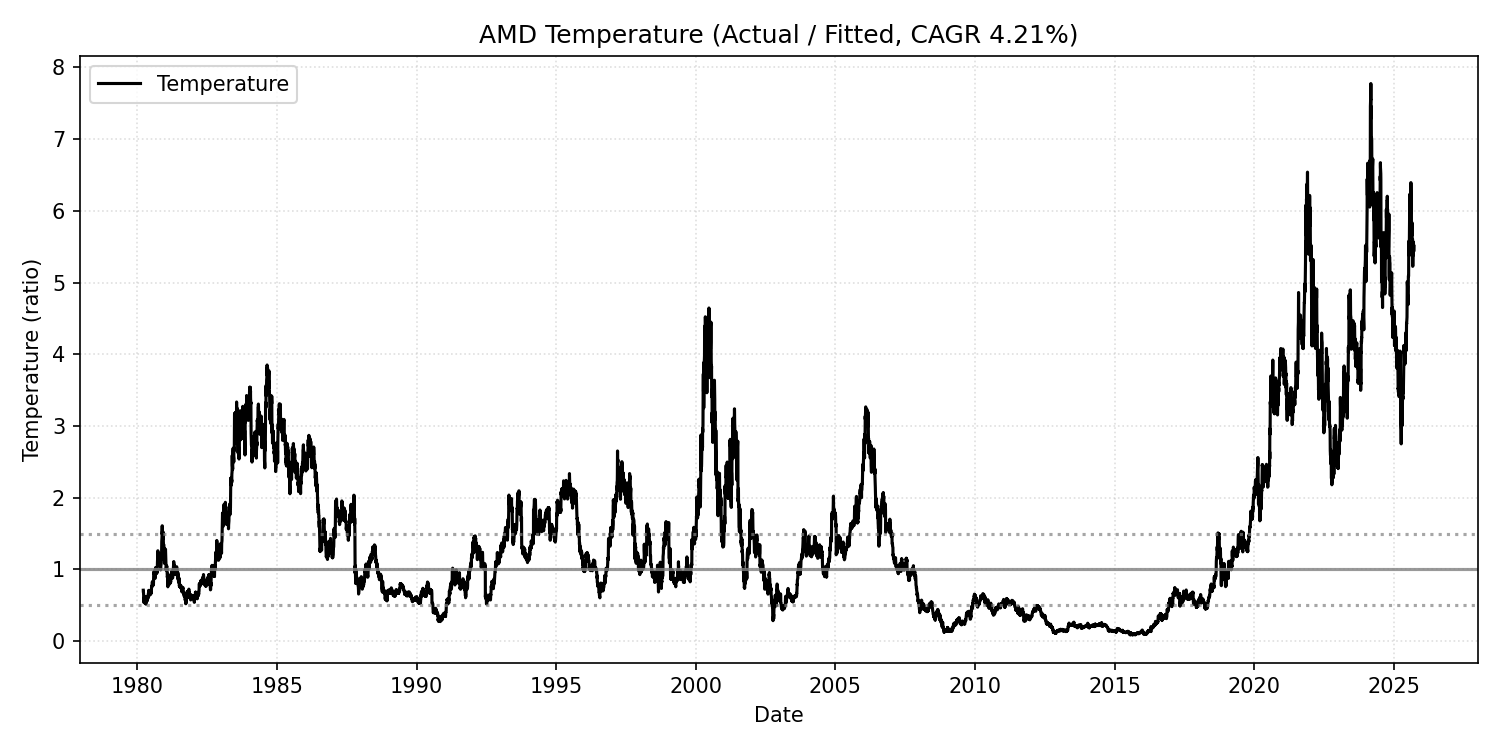 AMD Temperature (Actual / Fitted, CAGR 4.21%)
Temperature
8
7
6
5
4
3
2
1
0
Temperature (ratio)
1980 1985 1990 1995 2000 2005 2010 2015 2020 2025
Date